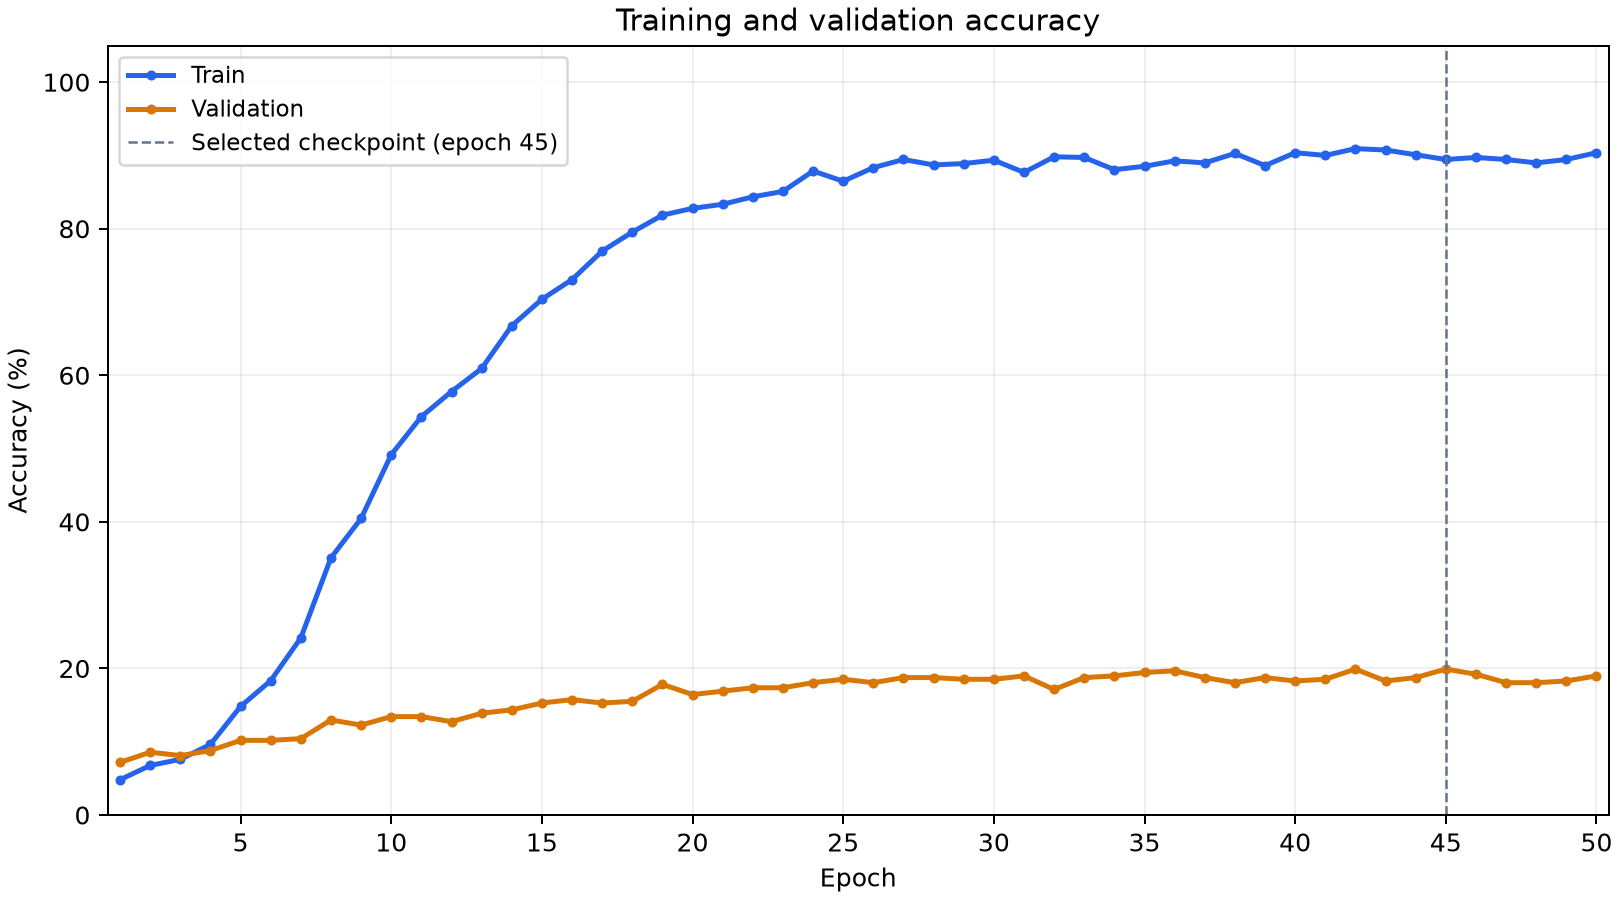 Training and validation accuracy
Train
Validation
Selected checkpoint (epoch 45)
100
80
60
40
20
0
Accuracy (%)
5 10 15 20 25 30 35 40 45 50
Epoch